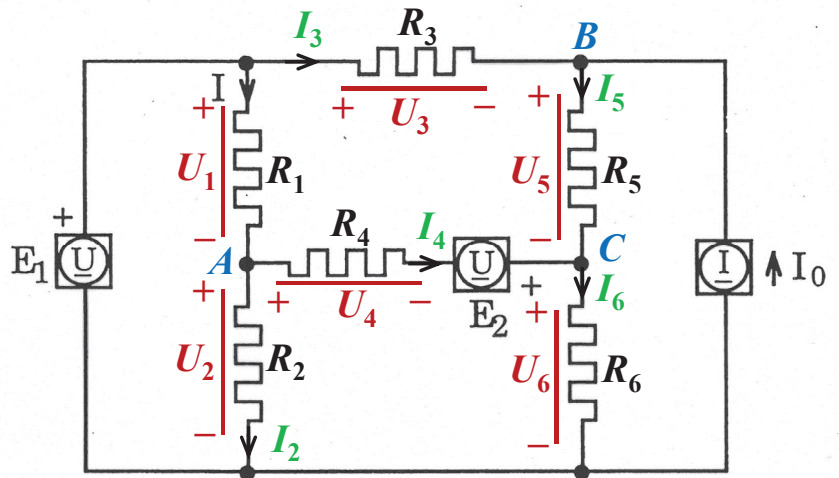 I₃ R₃ B
I + − I₅
U₃
+ U₁ − R₁
+ U₅ − R₅
R₄ I₄
+ E₁ U
A
U
C
U I₀
+ U₄ − E₂ + I₆
+ U₂ − R₂
+ U₆ − R₆
I₂